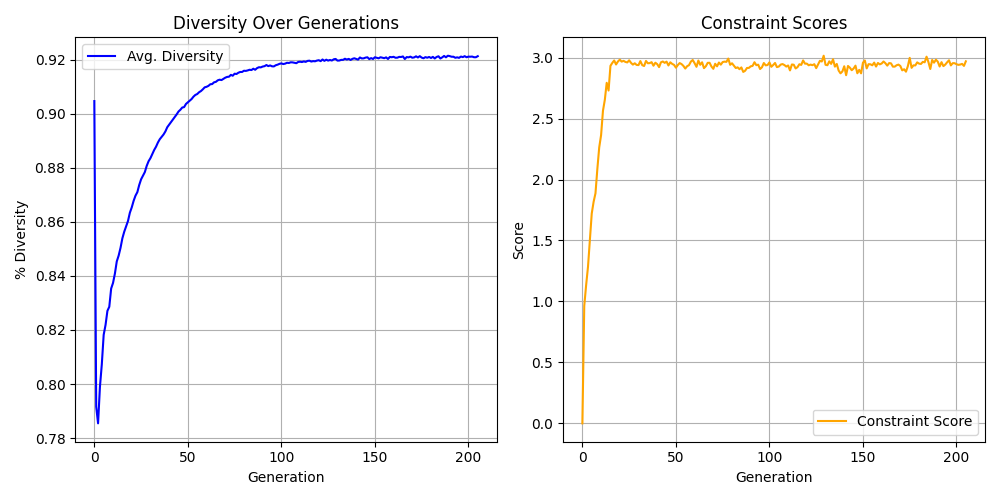 Diversity Over Generations
Avg. Diversity
% Diversity
0.92
0.90
0.88
0.86
0.84
0.82
0.80
0.78
0 50 100 150 200
Generation
Constraint Scores
Score
3.0
2.5
2.0
1.5
1.0
0.5
0.0
Constraint Score
0 50 100 150 200
Generation